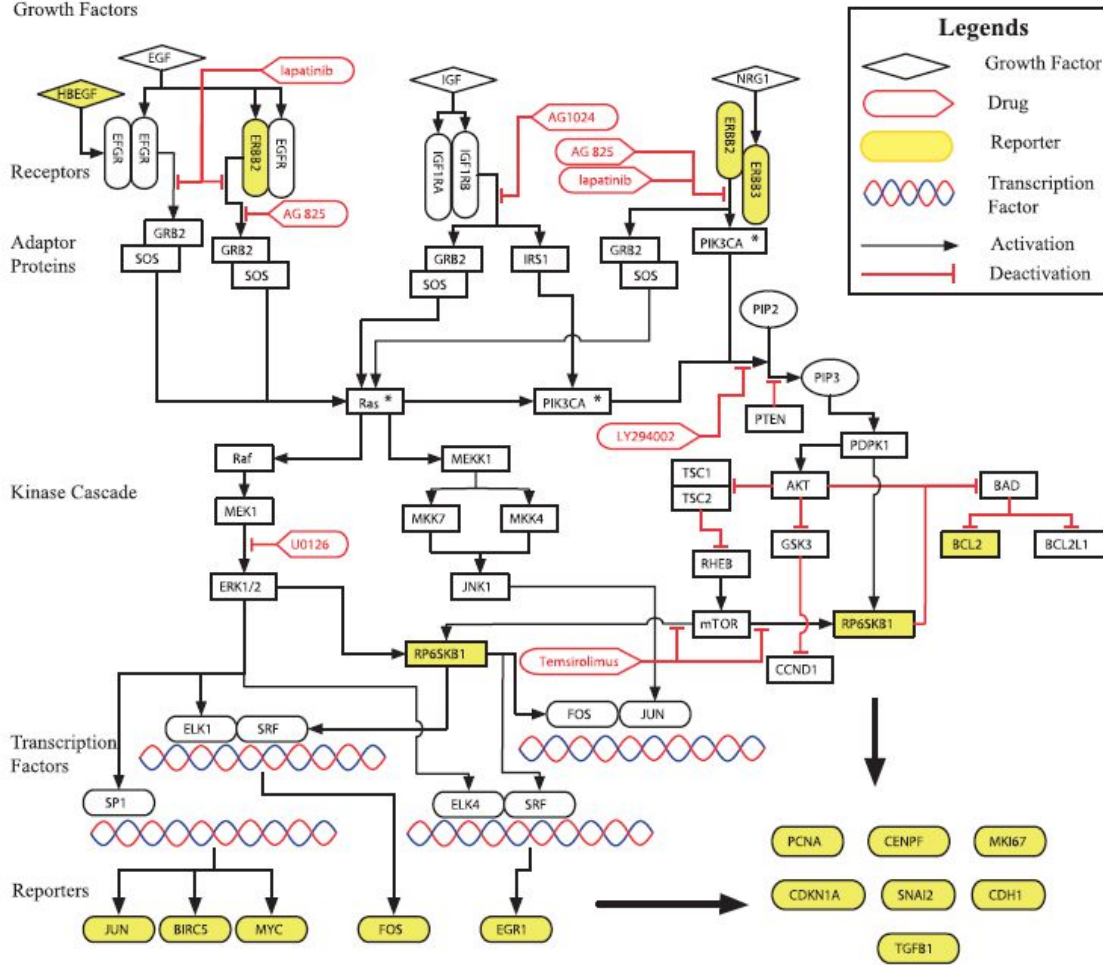 Growth Factors
Legends
EGF
lapatinib
IGF
NRG1
Growth Factor
HBEGF
AG1024
Drug
EFGR
EFGR
ERBB2
EGFR
IGF1RA
IGF1RB
ERBB2
ERBB3
AG 825
lapatinib
Reporter
Receptors
Transcription
Factor
AG 825
GRB2
SOS
GRB2
SOS
GRB2
SOS
IRS1
GRB2
SOS
PIK3CA *
Adaptor
Proteins
Activation
Deactivation
PIP2
PIP3
Ras *
PIK3CA *
PTEN
LY294002
PDPK1
Raf
MEKK1
TSC1
TSC2
AKT
BAD
Kinase Cascade
MEK1
MKK7
MKK4
GSK3
BCL2
BCL2L1
U0126
RHEB
ERK1/2
JNK1
mTOR
RP6SKB1
RP6SKB1
Temsirolimus
CCND1
ELK1
SRF
FOS
JUN
Transcription
Factors
SP1
ELK4
SRF
PCNA
CENPF
MKI67
Reporters
CDKN1A
SNAI2
CDH1
JUN
BIRC5
MYC
FOS
EGR1
TGFB1